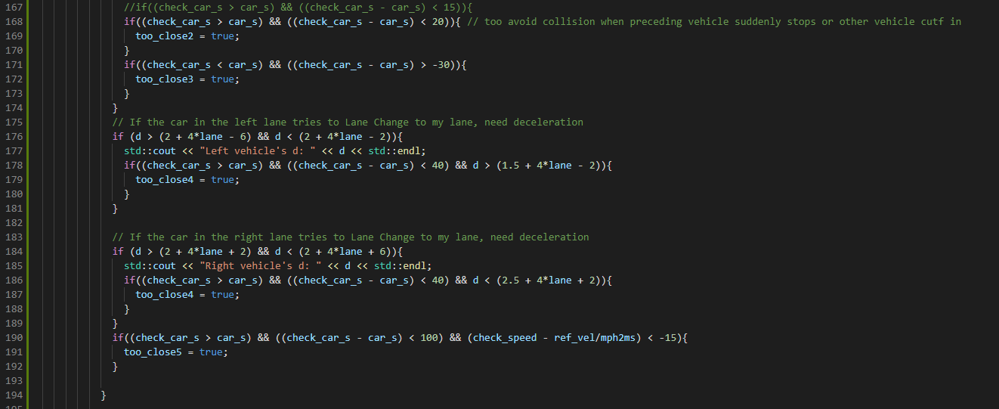 167 //if((check_car_s > car_s) && ((check_car_s - car_s) < 15)){
168 if((check_car_s > car_s) && ((check_car_s - car_s) < 20)){ // too avoid collision when preceding vehicle suddenly stops or other vehicle cutf in
169 too_close2 = true;
170 }
171 if((check_car_s < car_s) && ((check_car_s - car_s) > -30)){
172 too_close3 = true;
173 }
174 }
175 // If the car in the left lane tries to Lane Change to my lane, need deceleration
176 if (d > (2 + 4*lane - 6) && d < (2 + 4*lane - 2)){
177 std::cout << "Left vehicle's d: " << d << std::endl;
178 if((check_car_s > car_s) && ((check_car_s - car_s) < 40) && d > (1.5 + 4*lane - 2)){
179 too_close4 = true;
180 }
181 }
182
183 // If the car in the right lane tries to Lane Change to my lane, need deceleration
184 if (d > (2 + 4*lane + 2) && d < (2 + 4*lane + 6)){
185 std::cout << "Right vehicle's d: " << d << std::endl;
186 if((check_car_s > car_s) && ((check_car_s - car_s) < 40) && d < (2.5 + 4*lane + 2)){
187 too_close4 = true;
188 }
189 }
190 if((check_car_s > car_s) && ((check_car_s - car_s) < 100) && (check_speed - ref_vel/mph2ms) < -15){
191 too_close5 = true;
192 }
193
194 }
195